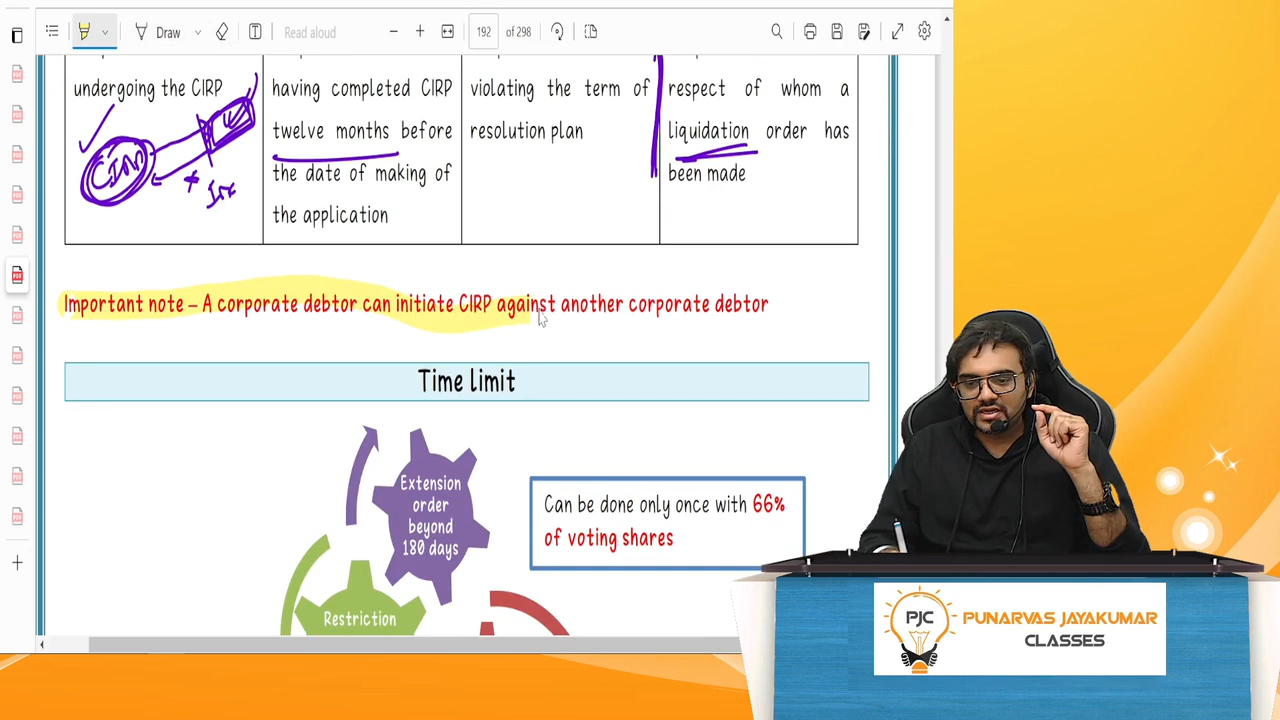 Draw
Read aloud
192
of 298
undergoing the CIRP
having completed CIRP
twelve months before
the date of making of
the application
violating the term of
resolution plan
respect of whom a
liquidation order has
been made
Important note – A corporate debtor can initiate CIRP against another corporate debtor
Time limit
Extension
order
beyond
180 days
Can be done only once with 66%
of voting shares
Restriction
PJC
PUNARVAS JAYAKUMAR
CLASSES